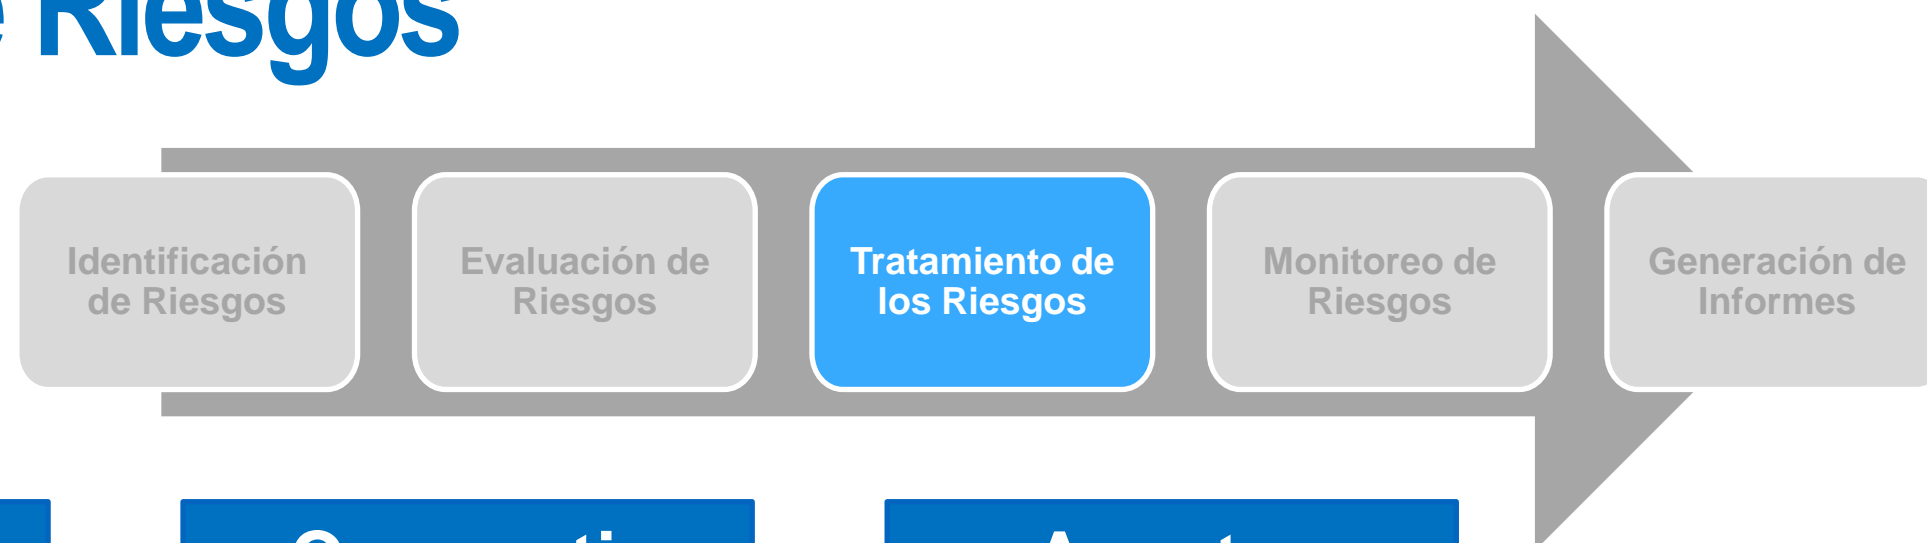 e Riesgos
Identificación
de Riesgos
Evaluación de
Riesgos
Tratamiento de
los Riesgos
Monitoreo de
Riesgos
Generación de
Informes